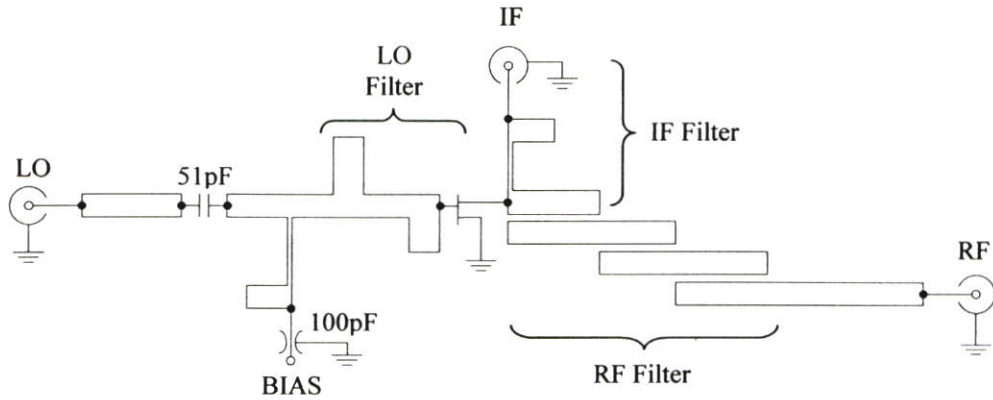 IF
LO
Filter
IF Filter
LO
51pF
RF
100pF
BIAS
RF Filter